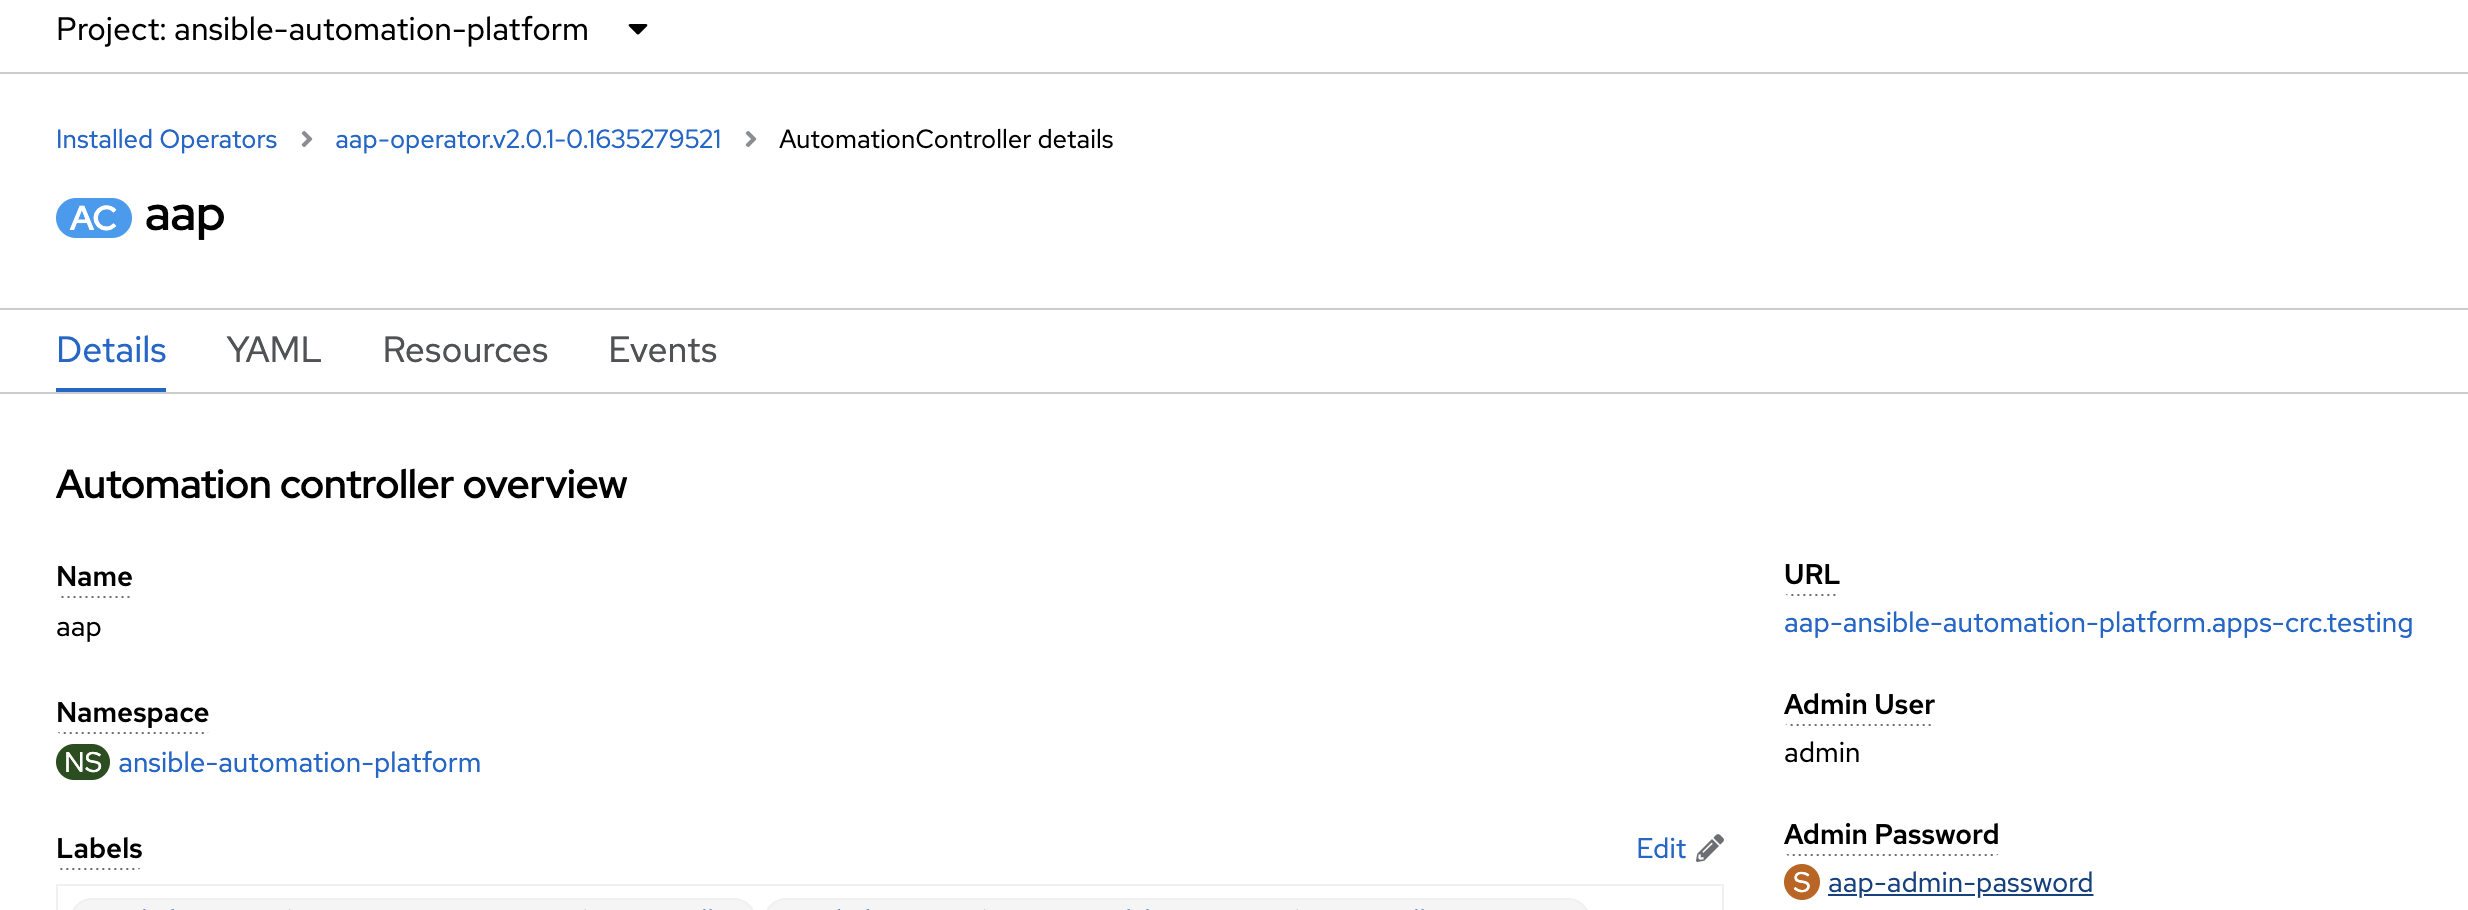 Project: ansible-automation-platform
Installed Operators > aap-operator.v2.0.1-0.1635279521 > AutomationController details
AC aap
Details YAML Resources Events
Automation controller overview
Name
aap
URL
aap-ansible-automation-platform.apps-crc.testing
Namespace
NS ansible-automation-platform
Admin User
admin
Labels
Edit
Admin Password
S aap-admin-password